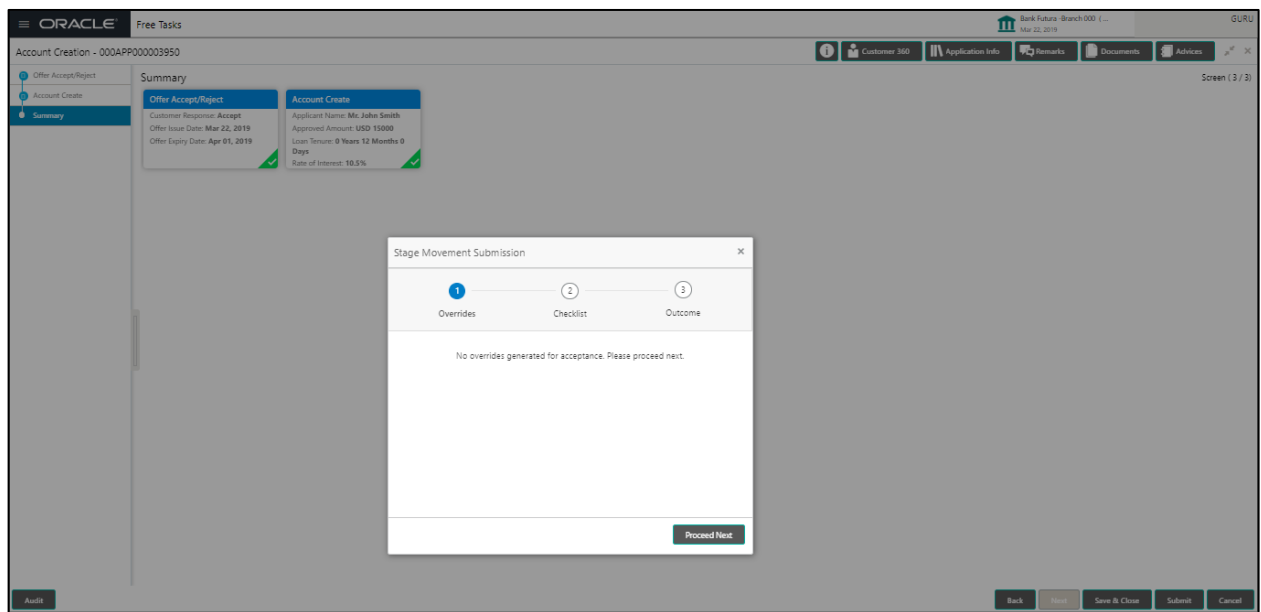 ORACLE®
Free Tasks
Bank Futura -Branch 000 ( ...
Mar 22, 2019
GURU
Account Creation - 000APP000003950
Customer 360
Application Info
Remarks
Documents
Advices
Offer Accept/Reject
Account Create
Summary
Summary
Screen ( 3 / 3)
Offer Accept/Reject
Customer Response: Accept
Offer Issue Date: Mar 22, 2019
Offer Expiry Date: Apr 01, 2019
Account Create
Applicant Name: Mr. John Smith
Approved Amount: USD 15000
Loan Tenure: 0 Years 12 Months 0
Days
Rate of Interest: 10.5%
Stage Movement Submission
1
2
3
Overrides
Checklist
Outcome
No overrides generated for acceptance. Please proceed next.
Proceed Next
Audit
Back
Next
Save & Close
Submit
Cancel